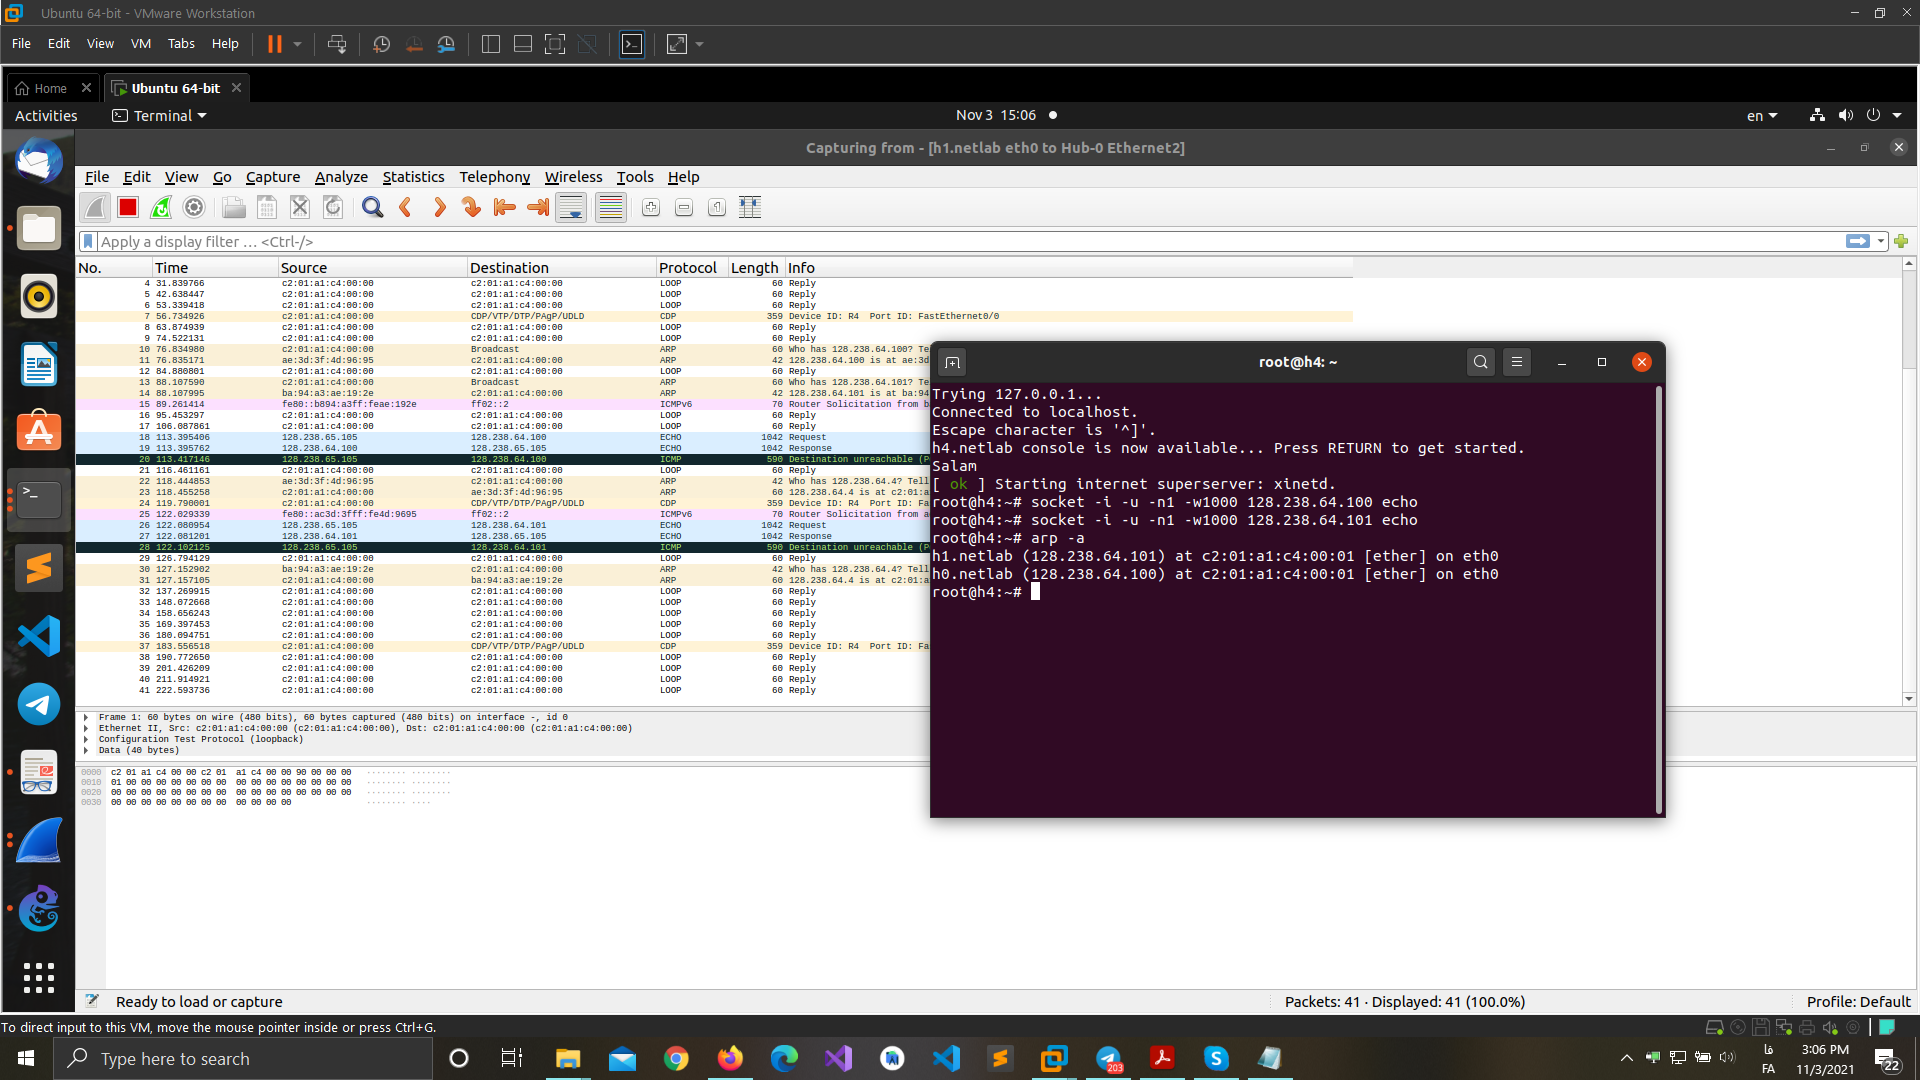 Ubuntu 64-bit - VMware Workstation
File Edit View VM Tabs Help
Home
Ubuntu 64-bit
Activities
Terminal
Nov 3 15:06
en
Capturing from - [h1.netlab eth0 to Hub-0 Ethernet2]
File Edit View Go Capture Analyze Statistics Telephony Wireless Tools Help
Apply a display filter … <Ctrl-/>
No. Time Source Destination Protocol Length Info
4 31.839766 c2:01:a1:c4:00:00 c2:01:a1:c4:00:00 LOOP 60 Reply
5 42.638447 c2:01:a1:c4:00:00 c2:01:a1:c4:00:00 LOOP 60 Reply
6 53.339418 c2:01:a1:c4:00:00 c2:01:a1:c4:00:00 LOOP 60 Reply
7 56.734926 c2:01:a1:c4:00:00 CDP/VTP/DTP/PAgP/UDLD CDP 359 Device ID: R4 Port ID: FastEthernet0/0
8 63.874939 c2:01:a1:c4:00:00 c2:01:a1:c4:00:00 LOOP 60 Reply
9 74.522131 c2:01:a1:c4:00:00 c2:01:a1:c4:00:00 LOOP 60 Reply
10 76.834980 c2:01:a1:c4:00:00 Broadcast ARP 60 Who has 128.238.64.100? Te
11 76.835171 ae:3d:3f:4d:96:95 c2:01:a1:c4:00:00 ARP 42 128.238.64.100 is at ae:3d
12 84.880801 c2:01:a1:c4:00:00 c2:01:a1:c4:00:00 LOOP 60 Reply
13 88.107590 c2:01:a1:c4:00:00 Broadcast ARP 60 Who has 128.238.64.101? Te
14 88.107995 ba:94:a3:ae:19:2e c2:01:a1:c4:00:00 ARP 42 128.238.64.101 is at ba:94
15 89.261414 fe80::b894:a3ff:feae:192e ff02::2 ICMPv6 70 Router Solicitation from b
16 95.453297 c2:01:a1:c4:00:00 c2:01:a1:c4:00:00 LOOP 60 Reply
17 106.087861 c2:01:a1:c4:00:00 c2:01:a1:c4:00:00 LOOP 60 Reply
18 113.395406 128.238.65.105 128.238.64.100 ECHO 1042 Request
19 113.395762 128.238.64.100 128.238.65.105 ECHO 1042 Response
20 113.417146 128.238.65.105 128.238.64.100 ICMP 590 Destination unreachable (P
21 116.461161 c2:01:a1:c4:00:00 c2:01:a1:c4:00:00 LOOP 60 Reply
22 118.444853 ae:3d:3f:4d:96:95 c2:01:a1:c4:00:00 ARP 42 Who has 128.238.64.4? Tell
23 118.455258 c2:01:a1:c4:00:00 ae:3d:3f:4d:96:95 ARP 60 128.238.64.4 is at c2:01:a
24 119.790001 c2:01:a1:c4:00:00 CDP/VTP/DTP/PAgP/UDLD CDP 359 Device ID: R4 Port ID: Fa
25 122.029339 fe80::ac3d:3fff:fe4d:9695 ff02::2 ICMPv6 70 Router Solicitation from a
26 122.080954 128.238.65.105 128.238.64.101 ECHO 1042 Request
27 122.081201 128.238.64.101 128.238.65.105 ECHO 1042 Response
28 122.102125 128.238.65.105 128.238.64.101 ICMP 590 Destination unreachable (P
29 126.794129 c2:01:a1:c4:00:00 c2:01:a1:c4:00:00 LOOP 60 Reply
30 127.152902 ba:94:a3:ae:19:2e c2:01:a1:c4:00:00 ARP 42 Who has 128.238.64.4? Tell
31 127.157105 c2:01:a1:c4:00:00 ba:94:a3:ae:19:2e ARP 60 128.238.64.4 is at c2:01:a
32 137.269915 c2:01:a1:c4:00:00 c2:01:a1:c4:00:00 LOOP 60 Reply
33 148.072668 c2:01:a1:c4:00:00 c2:01:a1:c4:00:00 LOOP 60 Reply
34 158.656243 c2:01:a1:c4:00:00 c2:01:a1:c4:00:00 LOOP 60 Reply
35 169.397453 c2:01:a1:c4:00:00 c2:01:a1:c4:00:00 LOOP 60 Reply
36 180.094751 c2:01:a1:c4:00:00 c2:01:a1:c4:00:00 LOOP 60 Reply
37 183.556518 c2:01:a1:c4:00:00 CDP/VTP/DTP/PAgP/UDLD CDP 359 Device ID: R4 Port ID: Fa
38 190.772650 c2:01:a1:c4:00:00 c2:01:a1:c4:00:00 LOOP 60 Reply
39 201.426209 c2:01:a1:c4:00:00 c2:01:a1:c4:00:00 LOOP 60 Reply
40 211.914921 c2:01:a1:c4:00:00 c2:01:a1:c4:00:00 LOOP 60 Reply
41 222.593736 c2:01:a1:c4:00:00 c2:01:a1:c4:00:00 LOOP 60 Reply
root@h4: ~
Trying 127.0.0.1...
Connected to localhost.
Escape character is '^]'.
h4.netlab console is now available... Press RETURN to get started.
Salam
[ ok ] Starting internet superserver: xinetd.
root@h4:~# socket -i -u -n1 -w1000 128.238.64.100 echo
root@h4:~# socket -i -u -n1 -w1000 128.238.64.101 echo
root@h4:~# arp -a
h1.netlab (128.238.64.101) at c2:01:a1:c4:00:01 [ether] on eth0
h0.netlab (128.238.64.100) at c2:01:a1:c4:00:01 [ether] on eth0
root@h4:~#
Frame 1: 60 bytes on wire (480 bits), 60 bytes captured (480 bits) on interface -, id 0
Ethernet II, Src: c2:01:a1:c4:00:00 (c2:01:a1:c4:00:00), Dst: c2:01:a1:c4:00:00 (c2:01:a1:c4:00:00)
Configuration Test Protocol (loopback)
Data (40 bytes)
0000 c2 01 a1 c4 00 00 c2 01 a1 c4 00 00 90 00 00 00 ........ ........
0010 01 00 00 00 00 00 00 00 00 00 00 00 00 00 00 00 ........ ........
0020 00 00 00 00 00 00 00 00 00 00 00 00 00 00 00 00 ........ ........
0030 00 00 00 00 00 00 00 00 00 00 00 00 ........ ....
Ready to load or capture
Packets: 41 · Displayed: 41 (100.0%)
Profile: Default
To direct input to this VM, move the mouse pointer inside or press Ctrl+G.
Type here to search
203
فا
FA
3:06 PM
11/3/2021
22